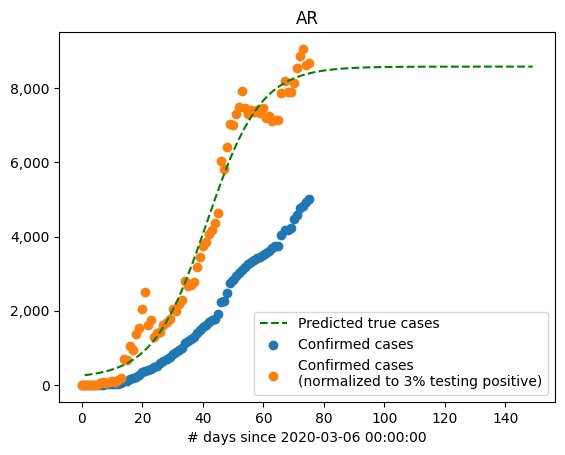 AR
8,000
6,000
4,000
2,000
0
0 20 40 60 80 100 120 140
# days since 2020-03-06 00:00:00
Predicted true cases
Confirmed cases
Confirmed cases
(normalized to 3% testing positive)